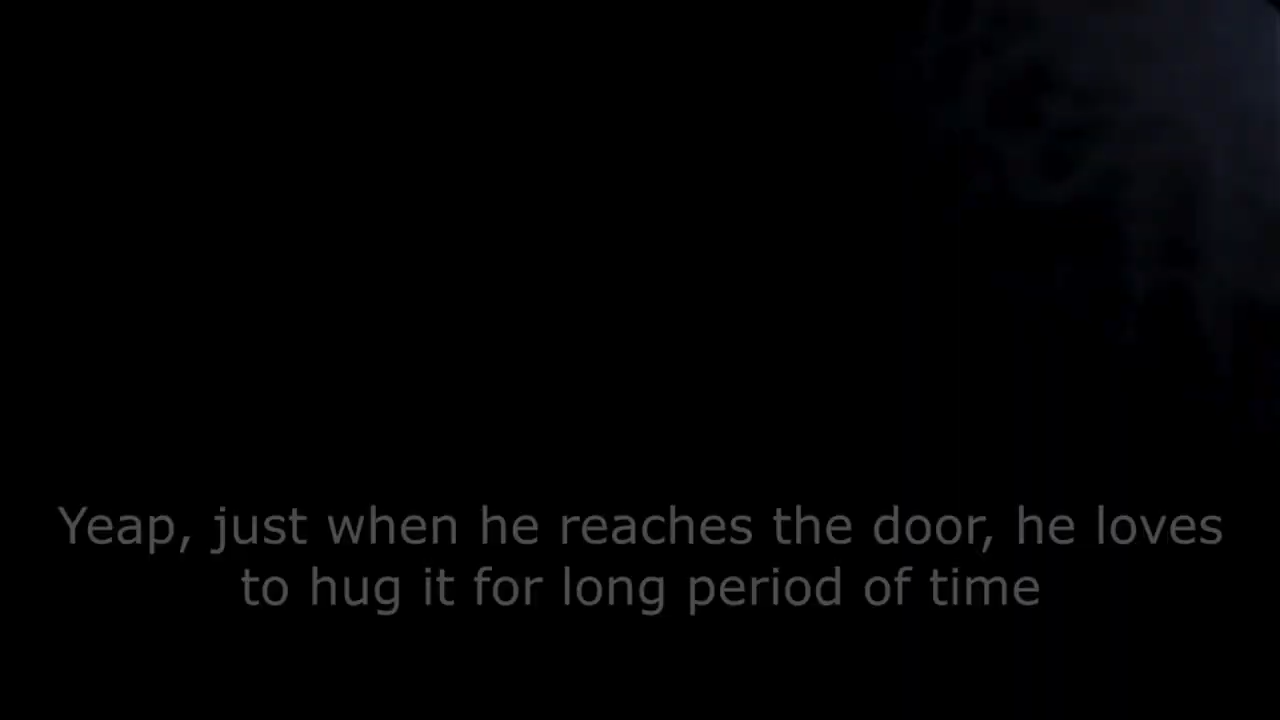 Yeap, just when he reaches the door, he loves
to hug it for long period of time